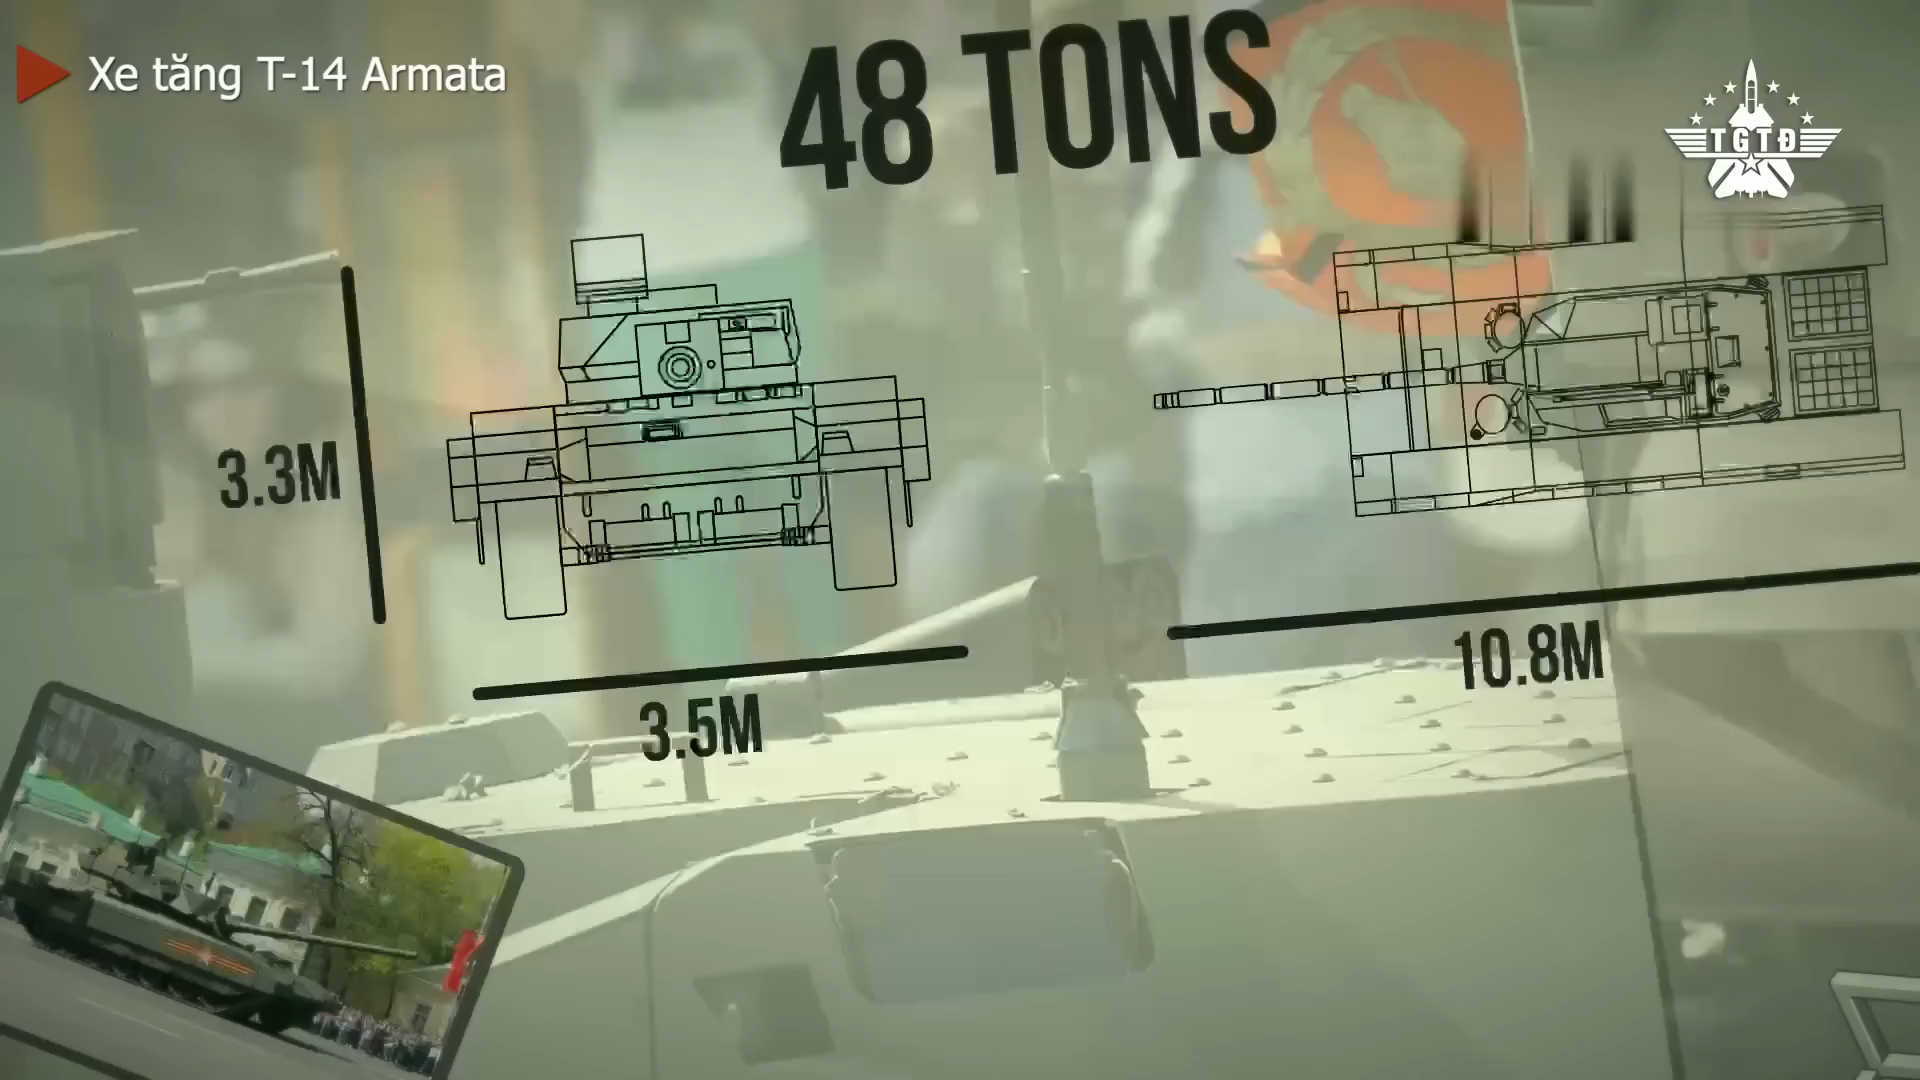 Xe tăng T-14 Armata
48 TONS
TGTĐ
3.3M
3.5M
10.8M